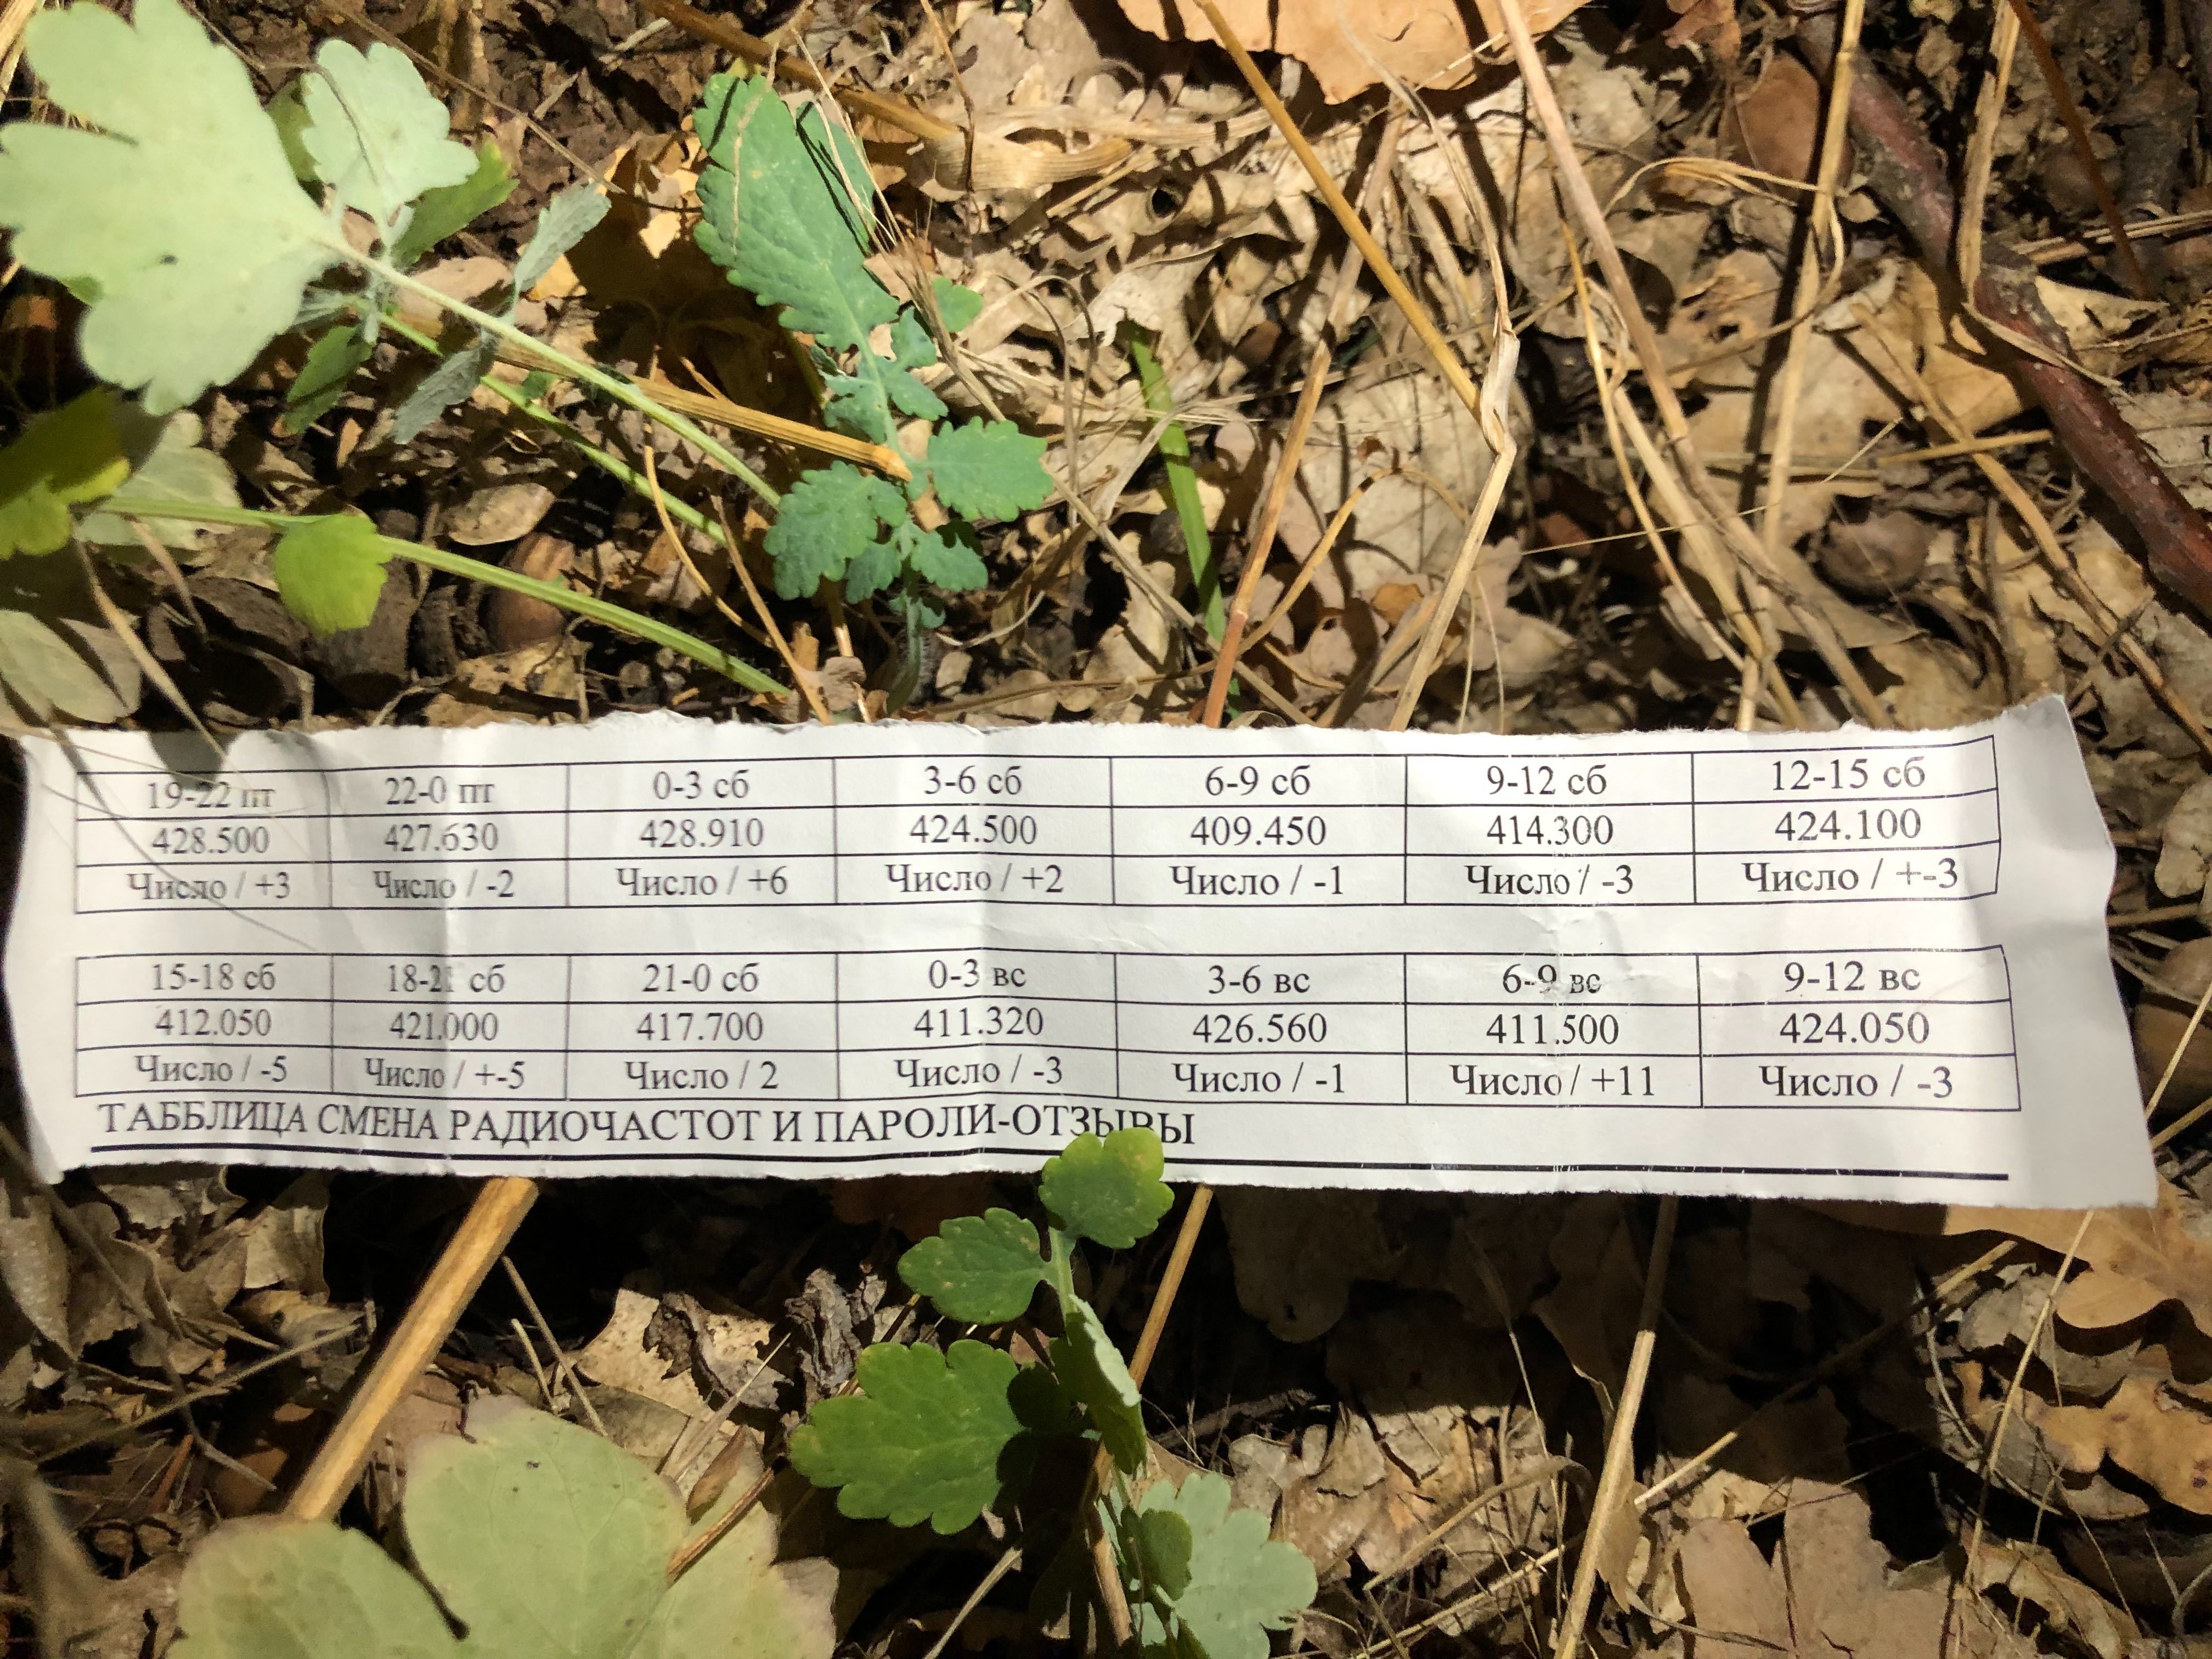 19-22 пт 22-0 пт 0-3 сб 3-6 сб 6-9 сб 9-12 сб 12-15 сб
428.500 427.630 428.910 424.500 409.450 414.300 424.100
Число / +3 Число / -2 Число / +6 Число / +2 Число / -1 Число / -3 Число / +-3
15-18 сб 18-21 сб 21-0 сб 0-3 вс 3-6 вс 6-9 вс 9-12 вс
412.050 421.000 417.700 411.320 426.560 411.500 424.050
Число / -5 Число / +-5 Число / 2 Число / -3 Число / -1 Число / +11 Число / -3
ТАББЛИЦА СМЕНА РАДИОЧАСТОТ И ПАРОЛИ-ОТЗЫВЫ